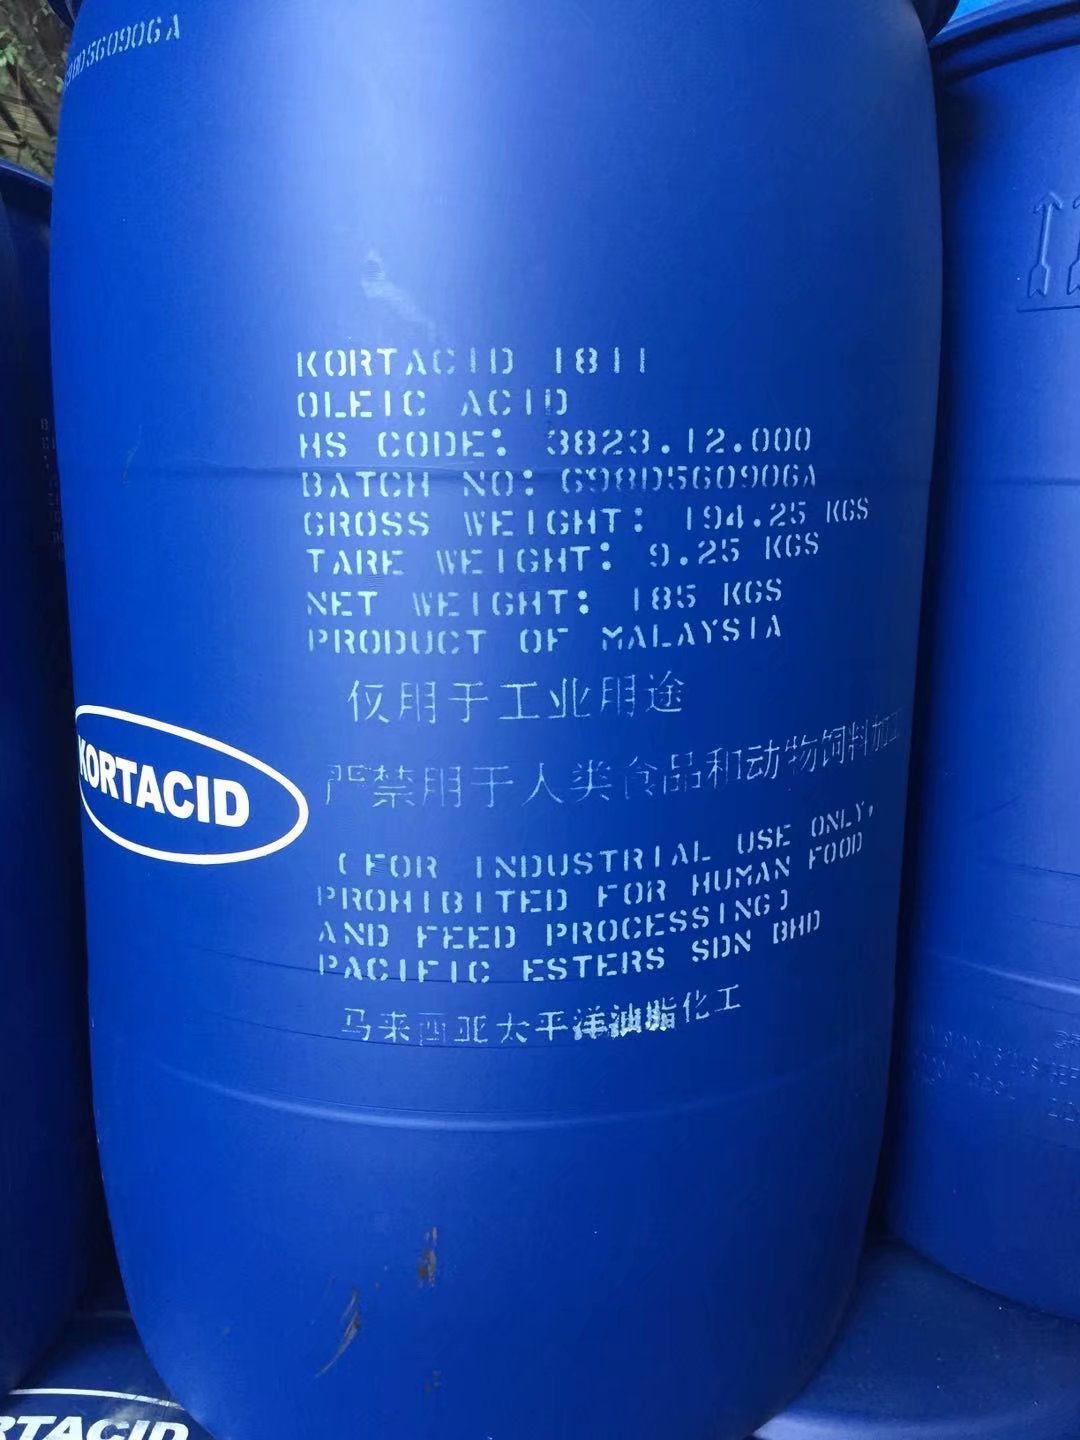 KORTACID 1811
OLEIC ACID
HS CODE: 3823.12.000
BATCH NO: G98D560906A
GROSS WEIGHT: 194.25 KGS
TARE WEIGHT: 9.25 KGS
NET WEIGHT: 185 KGS
PRODUCT OF MALAYSIA
仅用于工业用途
严禁用于人类食品和动物饲料加工
KORTACID
(FOR INDUSTRIAL USE ONLY,
PROHIBITED FOR HUMAN FOOD
AND FEED PROCESSING)
PACIFIC ESTERS SDN BHD
马来西亚太平洋油脂化工